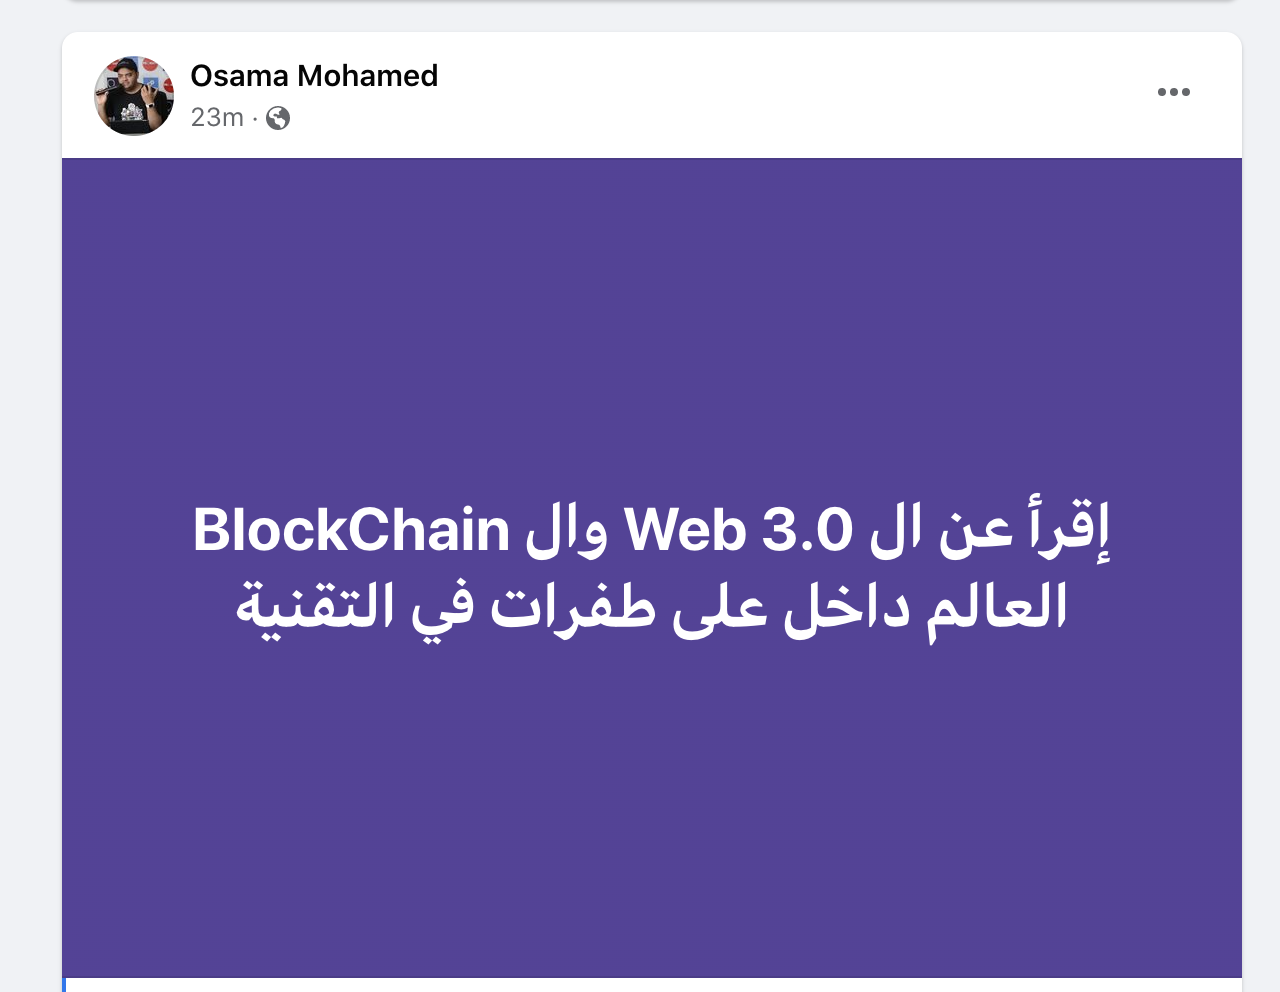 Osama Mohamed
23m ·
إقرأ عن ال Web 3.0 وال BlockChain
العالم داخل على طفرات في التقنية